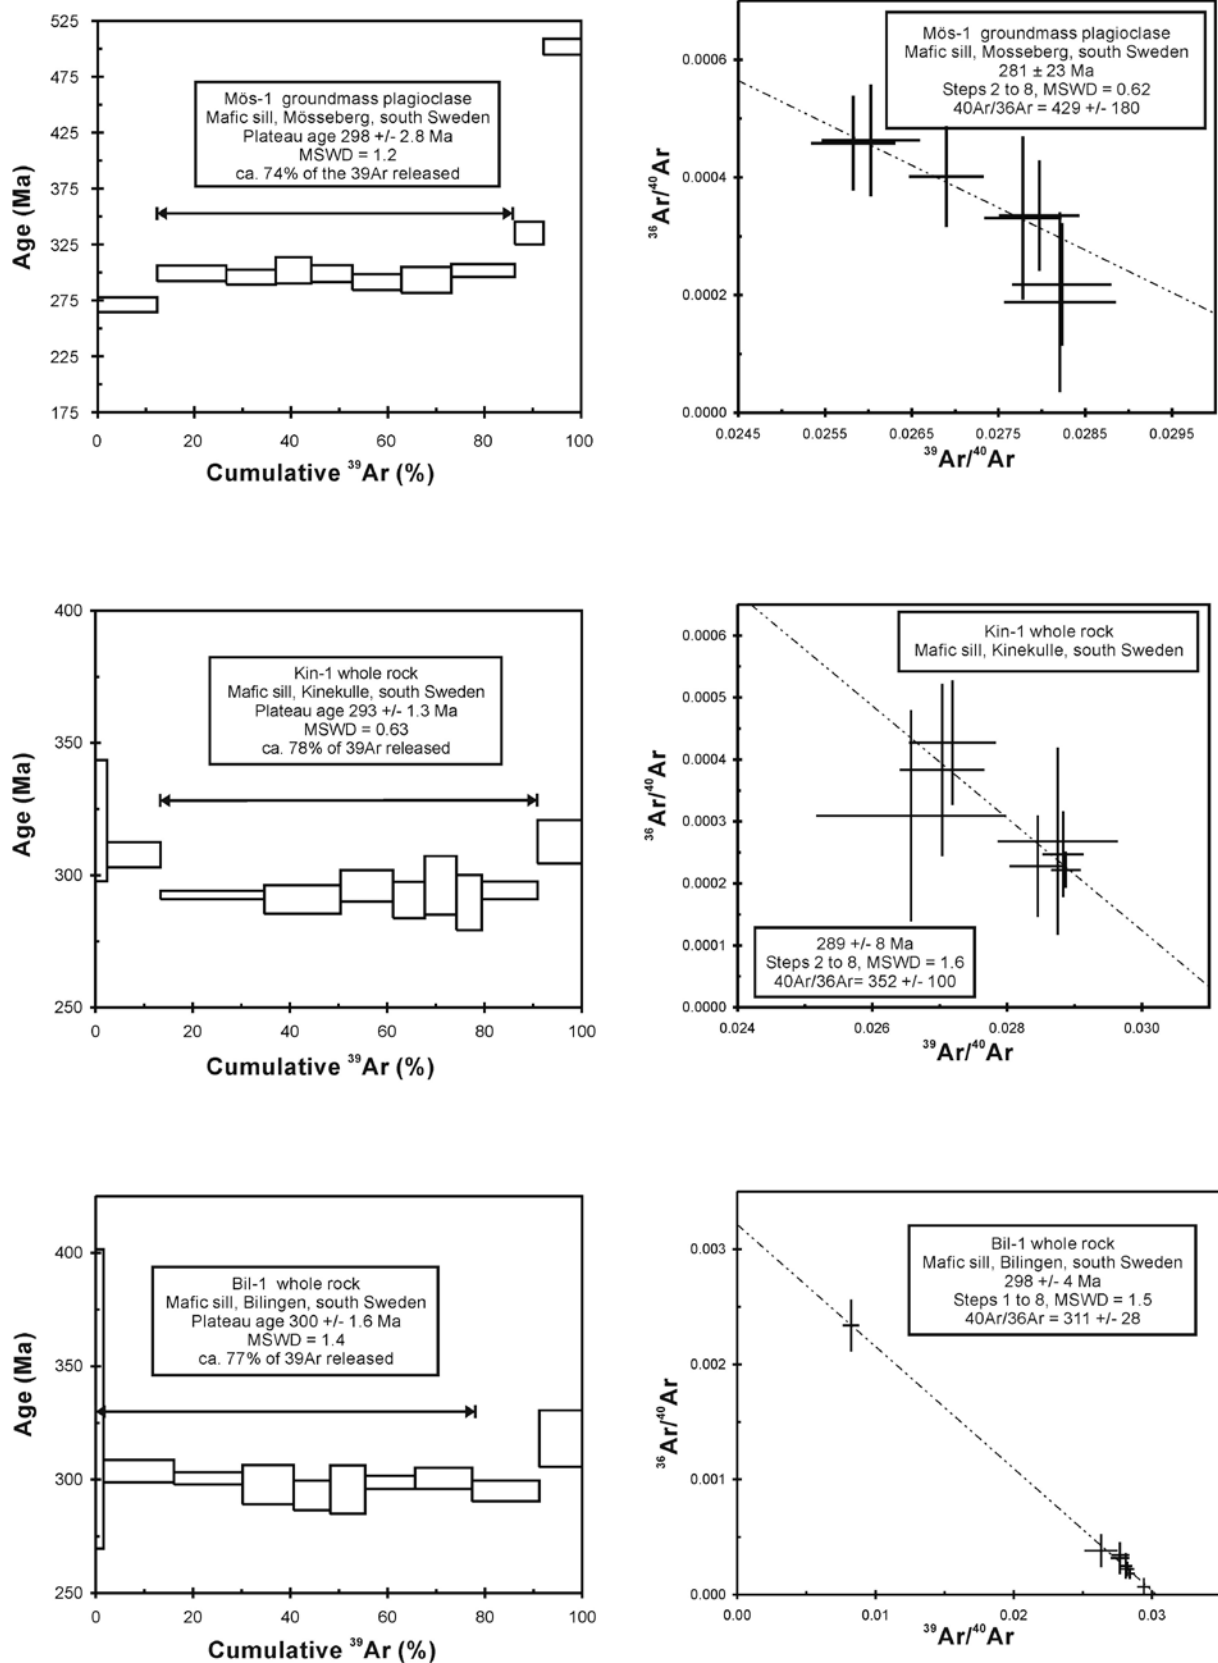 525
475
425
375
325
275
225
175
Age (Ma)
Mös-1 groundmass plagioclase
Mafic sill, Mösseberg, south Sweden
Plateau age 298 +/- 2.8 Ma
MSWD = 1.2
ca. 74% of the 39Ar released
0 20 40 60 80 100
Cumulative ³⁹Ar (%)
0.0006
0.0004
0.0002
0.0000
³⁶Ar/⁴⁰Ar
Mös-1 groundmass plagioclase
Mafic sill, Mosseberg, south Sweden
281 ± 23 Ma
Steps 2 to 8, MSWD = 0.62
40Ar/36Ar = 429 +/- 180
0.0245 0.0255 0.0265 0.0275 0.0285 0.0295
³⁹Ar/⁴⁰Ar
400
350
300
250
Age (Ma)
Kin-1 whole rock
Mafic sill, Kinekulle, south Sweden
Plateau age 293 +/- 1.3 Ma
MSWD = 0.63
ca. 78% of 39Ar released
0 20 40 60 80 100
Cumulative ³⁹Ar (%)
0.0006
0.0005
0.0004
0.0003
0.0002
0.0001
0.0000
³⁶Ar/⁴⁰Ar
Kin-1 whole rock
Mafic sill, Kinekulle, south Sweden
289 +/- 8 Ma
Steps 2 to 8, MSWD = 1.6
40Ar/36Ar= 352 +/- 100
0.024 0.026 0.028 0.030
³⁹Ar/⁴⁰Ar
400
350
300
250
Age (Ma)
Bil-1 whole rock
Mafic sill, Bilingen, south Sweden
Plateau age 300 +/- 1.6 Ma
MSWD = 1.4
ca. 77% of 39Ar released
0 20 40 60 80 100
Cumulative ³⁹Ar (%)
0.003
0.002
0.001
0.000
³⁶Ar/⁴⁰Ar
Bil-1 whole rock
Mafic sill, Bilingen, south Sweden
298 +/- 4 Ma
Steps 1 to 8, MSWD = 1.5
40Ar/36Ar = 311 +/- 28
0.00 0.01 0.02 0.03
³⁹Ar/⁴⁰Ar